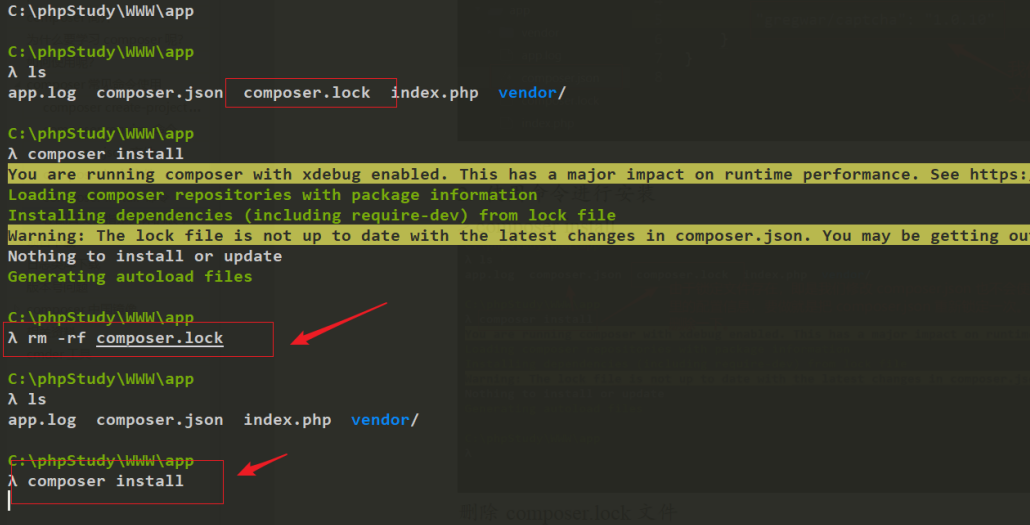 C:\phpStudy\WWW\app
C:\phpStudy\WWW\app
λ ls
app.log composer.json composer.lock index.php vendor/
C:\phpStudy\WWW\app
λ composer install
You are running composer with xdebug enabled. This has a major impact on runtime performance. See https:
Loading composer repositories with package information
Installing dependencies (including require-dev) from lock file
Warning: The lock file is not up to date with the latest changes in composer.json. You may be getting ou
Nothing to install or update
Generating autoload files
C:\phpStudy\WWW\app
λ rm -rf composer.lock
C:\phpStudy\WWW\app
λ ls
app.log composer.json index.php vendor/
C:\phpStudy\WWW\app
λ composer install
删除 composer.lock 文件